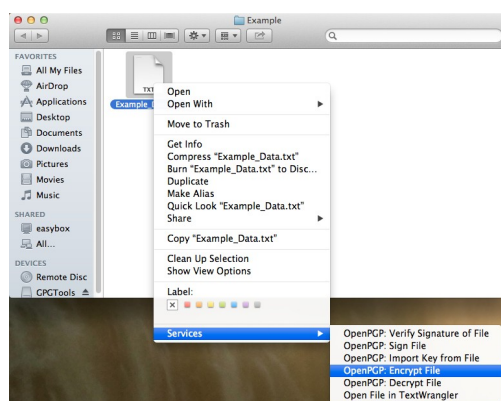 Example
FAVORITES
All My Files
AirDrop
Applications
Desktop
Documents
Downloads
Pictures
Movies
Music
SHARED
easybox
All...
DEVICES
Remote Disc
GPGTools
TXT
Open
Open With
Move to Trash
Get Info
Compress “Example_Data.txt”
Burn “Example_Data.txt” to Disc...
Duplicate
Make Alias
Quick Look “Example_Data.txt”
Share
Copy “Example_Data.txt”
Clean Up Selection
Show View Options
Label:
Services
OpenPGP: Verify Signature of File
OpenPGP: Sign File
OpenPGP: Import Key from File
OpenPGP: Encrypt File
OpenPGP: Decrypt File
Open File in TextWrangler